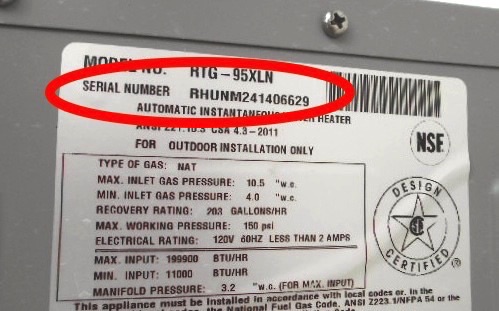 MODEL NO. RTG-95XLN
SERIAL NUMBER RHUNM241406629
AUTOMATIC INSTANTANEOUS WATER HEATER
ANSI Z21.10.3 CSA 4.3-2011
FOR OUTDOOR INSTALLATION ONLY
NSF
TYPE OF GAS: NAT
MAX. INLET GAS PRESSURE: 10.5 "w.c.
MIN. INLET GAS PRESSURE: 4.0 "w.c.
RECOVERY RATING: 203 GALLONS/HR
MAX. WORKING PRESSURE: 150 psi
ELECTRICAL RATING: 120V 60HZ LESS THAN 2 AMPS
MAX. INPUT: 199900 BTU/HR
MIN. INPUT: 11000 BTU/HR
MANIFOLD PRESSURE: 3.2 "w.c. (FOR MAX. INPUT)
DESIGN
CERTIFIED
This appliance must be installed in accordance with local codes, or. In
the National Fuel Gas Code. ANSI Z223.1/NFPA 54 or the